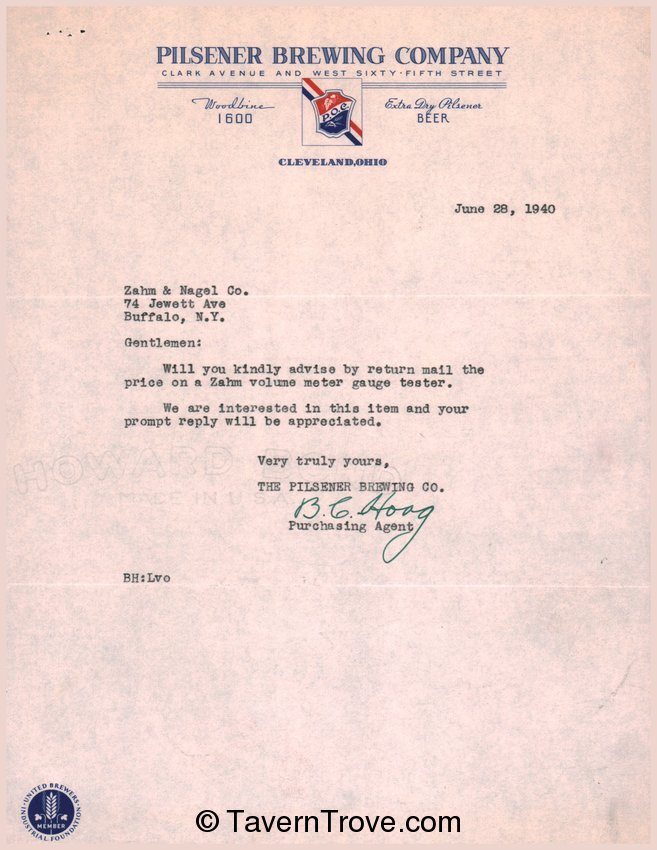 PILSENER BREWING COMPANY
CLARK AVENUE AND WEST SIXTY-FIFTH STREET
Woodbine
1600
P.O.C
Extra Dry Pilsener
BEER
CLEVELAND, OHIO
June 28, 1940
Zahm & Nagel Co.
74 Jewett Ave
Buffalo, N.Y.
Gentlemen:
Will you kindly advise by return mail the
price on a Zahm volume meter gauge tester.
We are interested in this item and your
prompt reply will be appreciated.
HOWARD
MADE IN U.S.A.
Very truly yours,
THE PILSENER BREWING CO.
B. C. Hoag
Purchasing Agent
BH:Lvo
UNITED BREWERS
INDUSTRIAL FOUNDATION
MEMBER
© TavernTrove.com